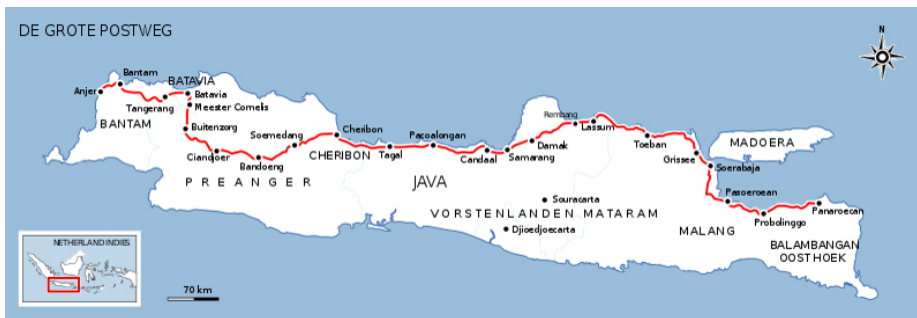 DE GROTE POSTWEG
N
Bantam
BATAVIA
Anjer
Batavia
Tangerang
Meester Cornelis
BANTAM
Buitenzorg
Soemedang
Cheribon
Ciandjoer
Bandoeng
CHERIBON
Tagal
Pacoalongan
Candaal
Samarang
Damak
Rembang
Lassum
Toeban
Grissee
MADOERA
Soerabaja
PREANGER
JAVA
Souracarta
VORSTENLANDEN MATARAM
Djioedjoecarta
Pasoeroean
Probolinggo
Panaroecan
MALANG
BALAMBANGAN
OOSTHOEK
NETHERLAND INDIES
70 km